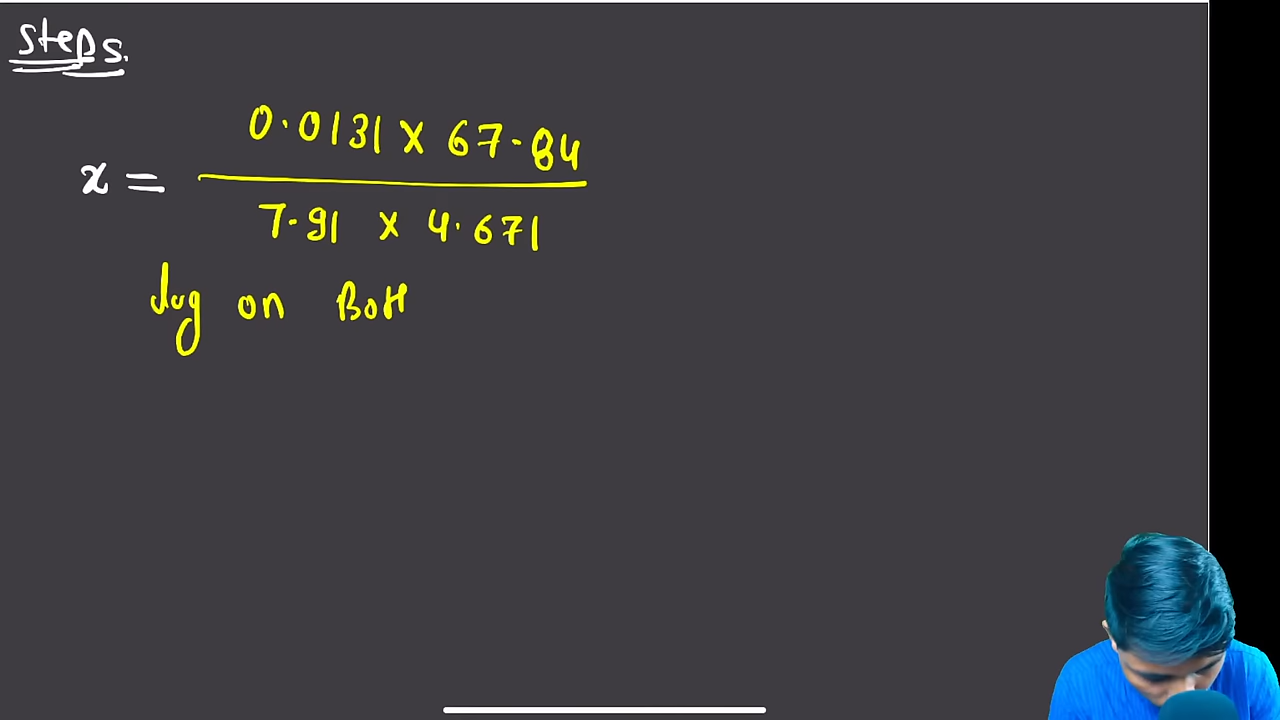 Steps.
x = 0.0131 x 67.84
7.91 x 4.671
log on Both